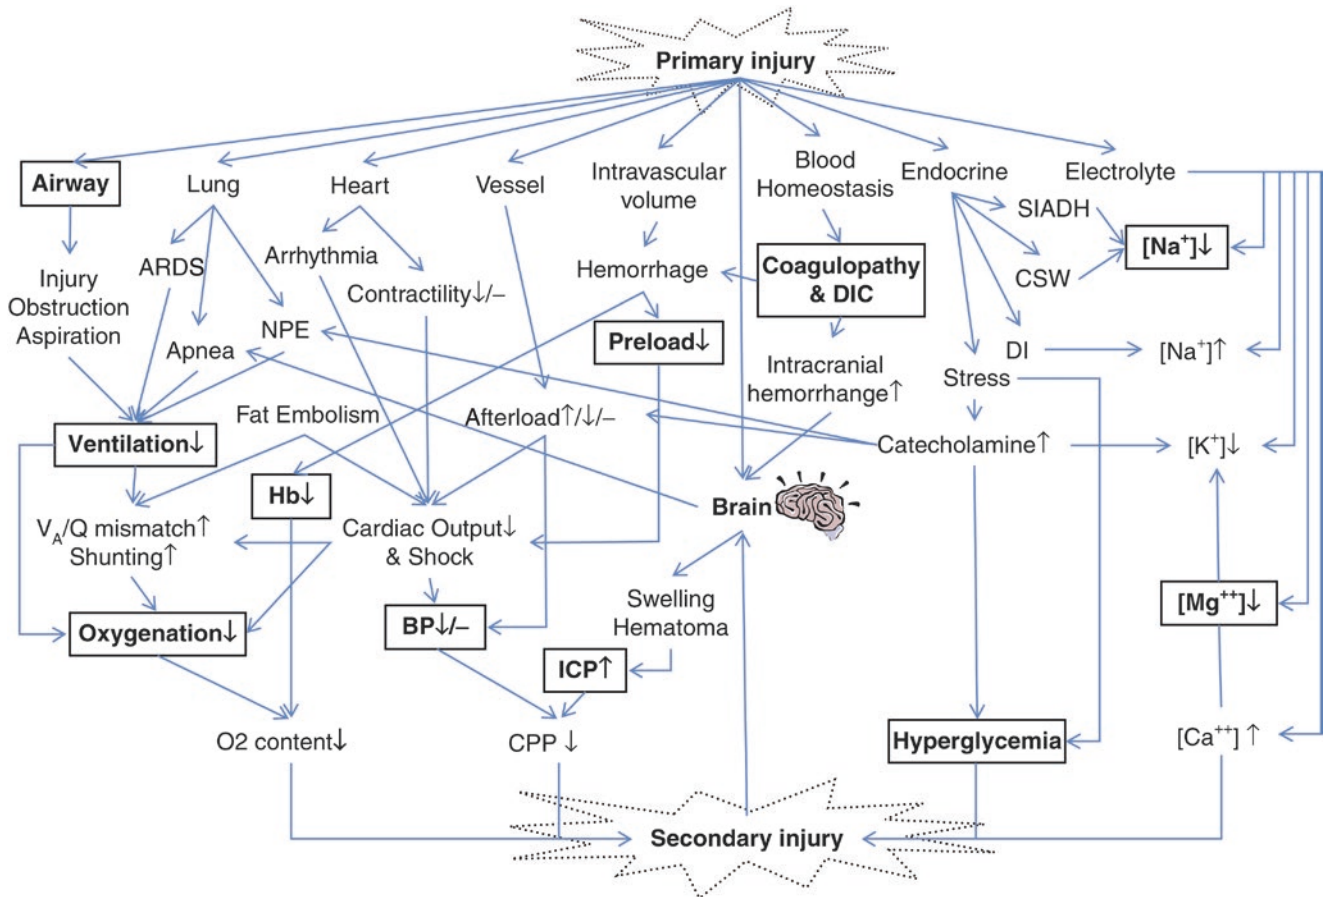 Primary injury
Airway
Lung
Heart
Vessel
Intravascular
volume
Blood
Homeostasis
Endocrine
Electrolyte
SIADH
[Na⁺]↓
CSW
Injury
Obstruction
Aspiration
ARDS
Arrhythmia
Contractility↓/–
Hemorrhage
Coagulopathy
& DIC
NPE
Apnea
Preload↓
Intracranial
hemorrhange↑
DI
[Na⁺]↑
Stress
Fat Embolism
Afterload↑/↓/–
Ventilation↓
Catecholamine↑
[K⁺]↓
Hb↓
Brain
V_A/Q mismatch↑
Shunting↑
Cardiac Output↓
& Shock
Swelling
Hematoma
[Mg⁺⁺]↓
Oxygenation↓
BP↓/–
ICP↑
O2 content↓
CPP ↓
Hyperglycemia
[Ca⁺⁺] ↑
Secondary injury